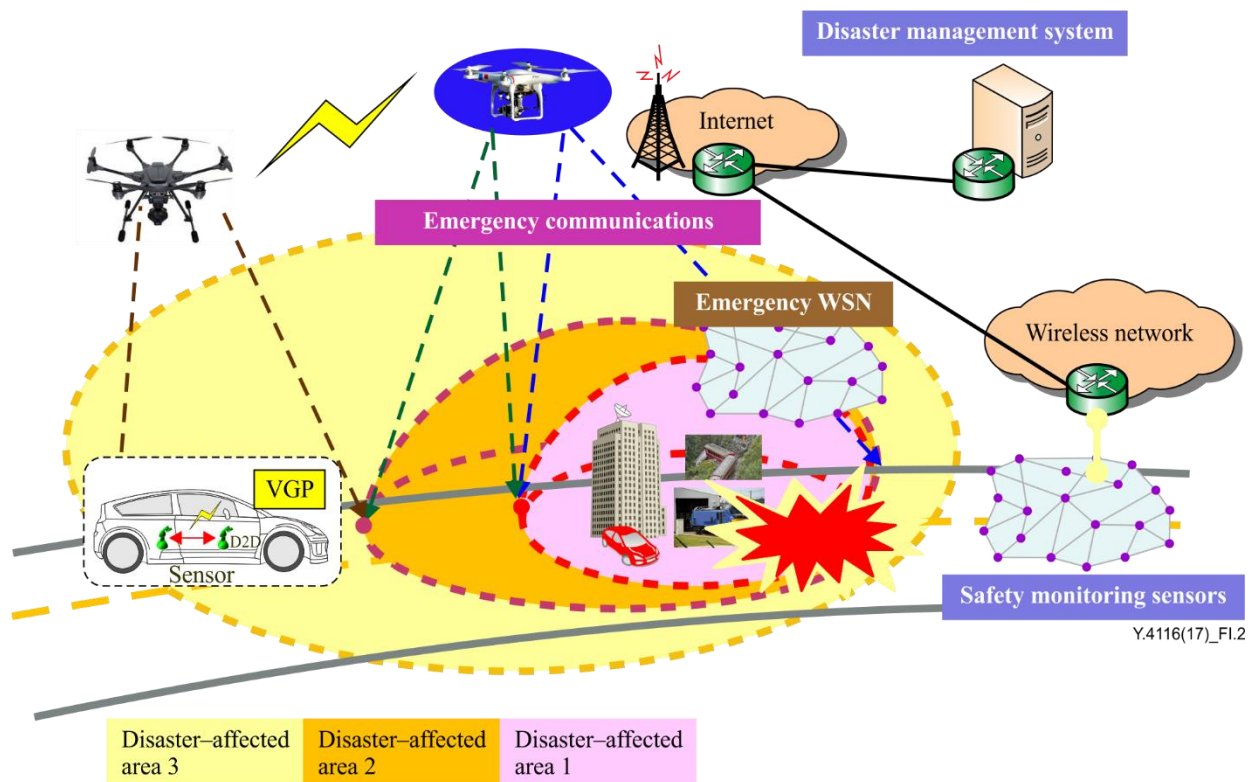 Disaster management system
Internet
Emergency communications
Emergency WSN
Wireless network
VGP
D2D
Sensor
Safety monitoring sensors
Y.4116(17)_FI.2
Disaster–affected
area 3
Disaster–affected
area 2
Disaster–affected
area 1